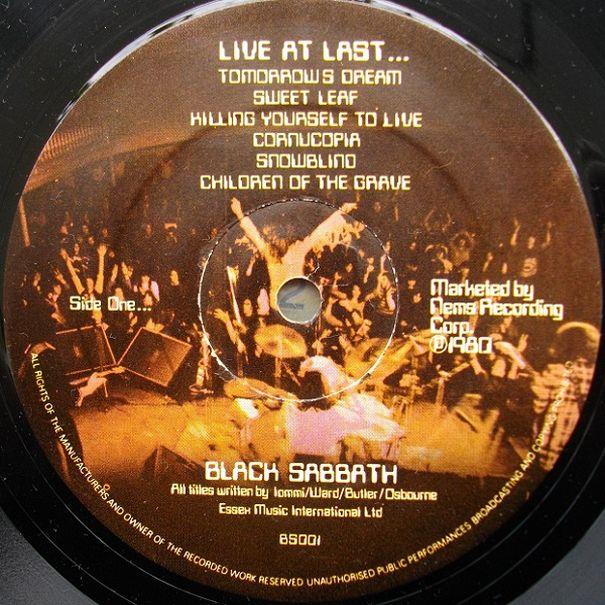 LIVE AT LAST...
TOMORROWS DREAM
SWEET LEAF
KILLING YOURSELF TO LIVE
CORNUCOPIA
SNOWBLIND
CHILDREN OF THE GRAVE
Side One...
Marketed by
Nems Recording
Corp.
℗1980
BLACK SABBATH
All titles written by Iommi/Ward/Butler/Osbourne
Essex Music International Ltd
BS001
ALL RIGHTS OF THE MANUFACTURERS AND OWNER OF THE RECORDED WORK RESERVED UNAUTHORISED PUBLIC PERFORMANCES BROADCASTING AND COPYING